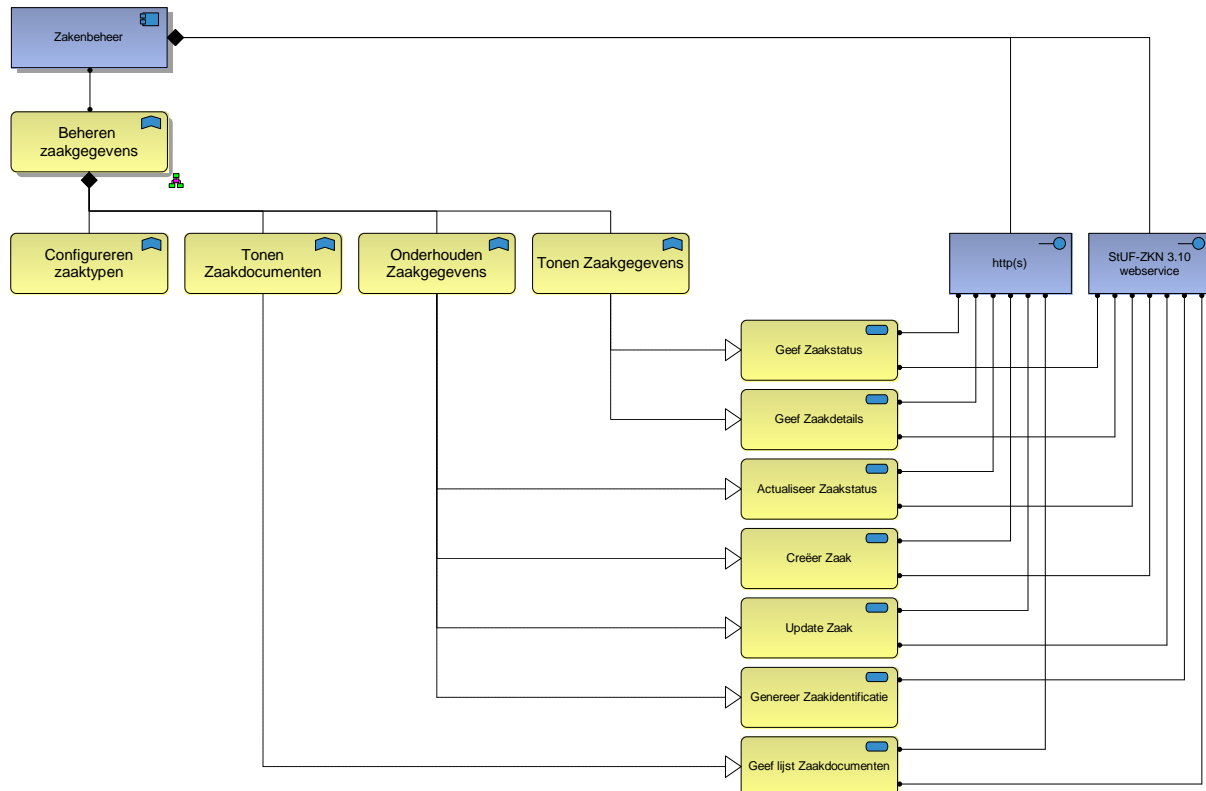 Zakenbeheer
Beheren
zaakgegevens
Configureren
zaaktypen
Tonen
Zaakdocumenten
Onderhouden
Zaakgegevens
Tonen Zaakgegevens
http(s)
StUF-ZKN 3.10
webservice
Geef Zaakstatus
Geef Zaakdetails
Actualiseer Zaakstatus
Creëer Zaak
Update Zaak
Genereer Zaakidentificatie
Geef lijst Zaakdocumenten